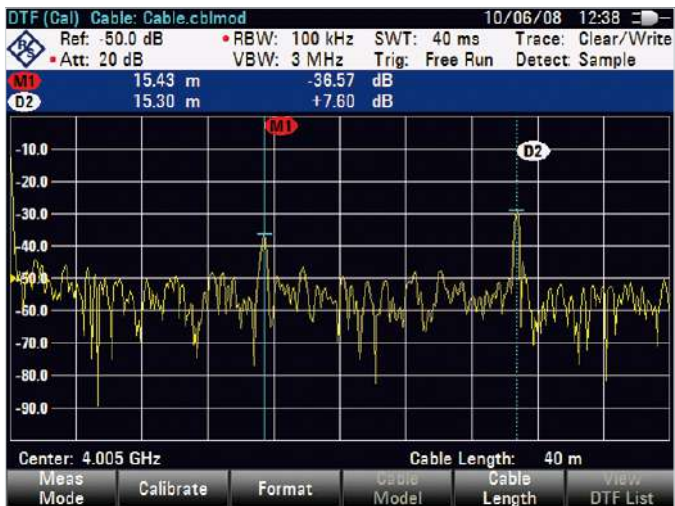 DTF (Cal) Cable: Cable.cblmod 10/06/08 12:38
Ref: -50.0 dB RBW: 100 kHz SWT: 40 ms Trace: Clear/Write
Att: 20 dB VBW: 3 MHz Trig: Free Run Detect: Sample
M1 15.43 m -36.57 dB
D2 15.30 m +7.60 dB
M1
D2
-10.0
-20.0
-30.0
-40.0
-50.0
-60.0
-70.0
-80.0
-90.0
Center: 4.005 GHz Cable Length: 40 m
Meas Mode Calibrate Format Cable Model Cable Length View DTF List